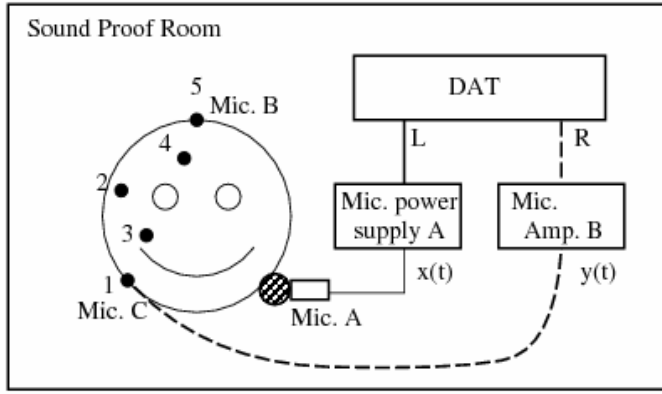 Sound Proof Room
5
Mic. B
4
2
3
1
Mic. C
Mic. A
DAT
L
R
Mic. power
supply A
Mic.
Amp. B
x(t)
y(t)